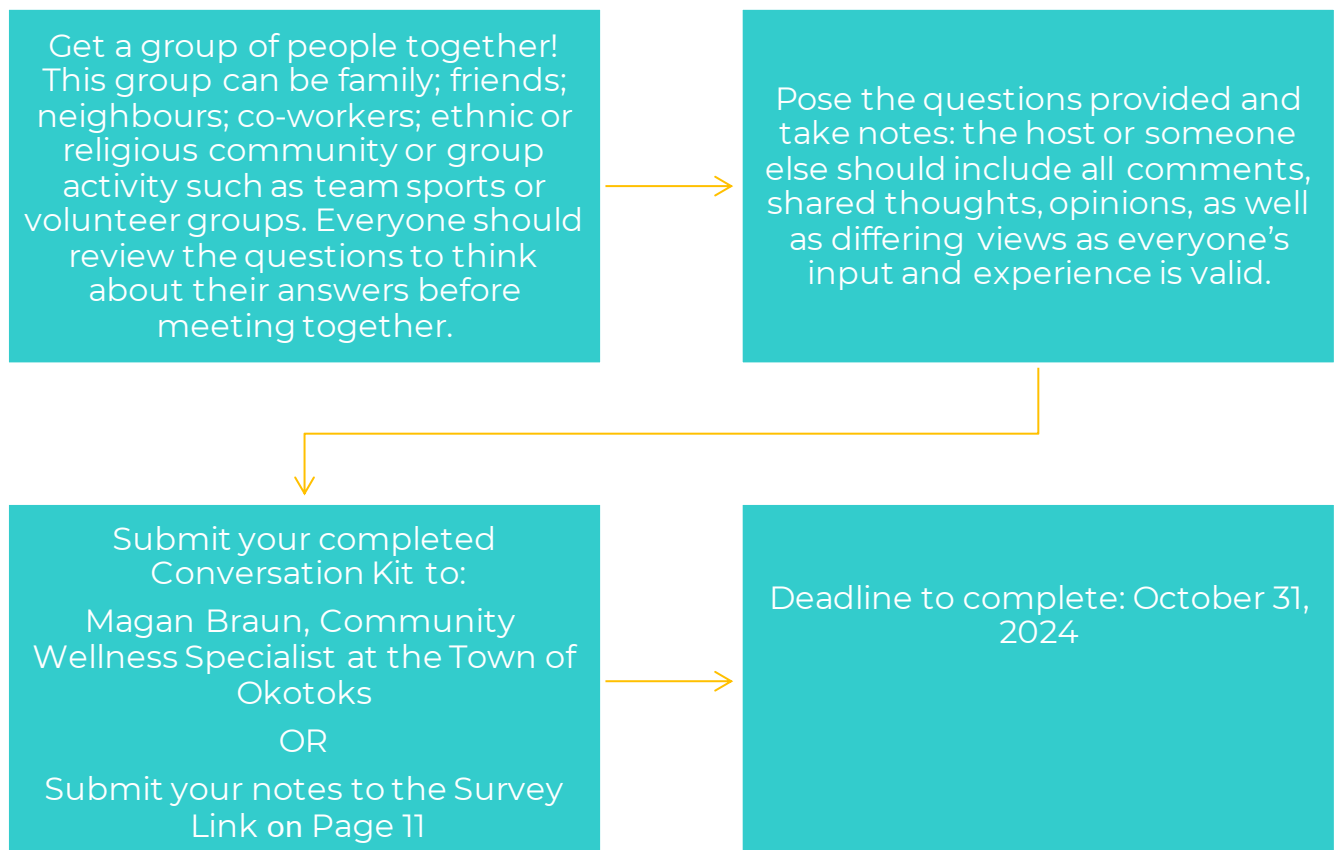 Get a group of people together!
This group can be family; friends;
neighbours; co-workers; ethnic or
religious community or group
activity such as team sports or
volunteer groups. Everyone should
review the questions to think
about their answers before
meeting together.
Pose the questions provided and
take notes: the host or someone
else should include all comments,
shared thoughts, opinions, as well
as differing views as everyone’s
input and experience is valid.
Submit your completed
Conversation Kit to:
Magan Braun, Community
Wellness Specialist at the Town of
Okotoks
OR
Submit your notes to the Survey
Link on Page 11
Deadline to complete: October 31,
2024